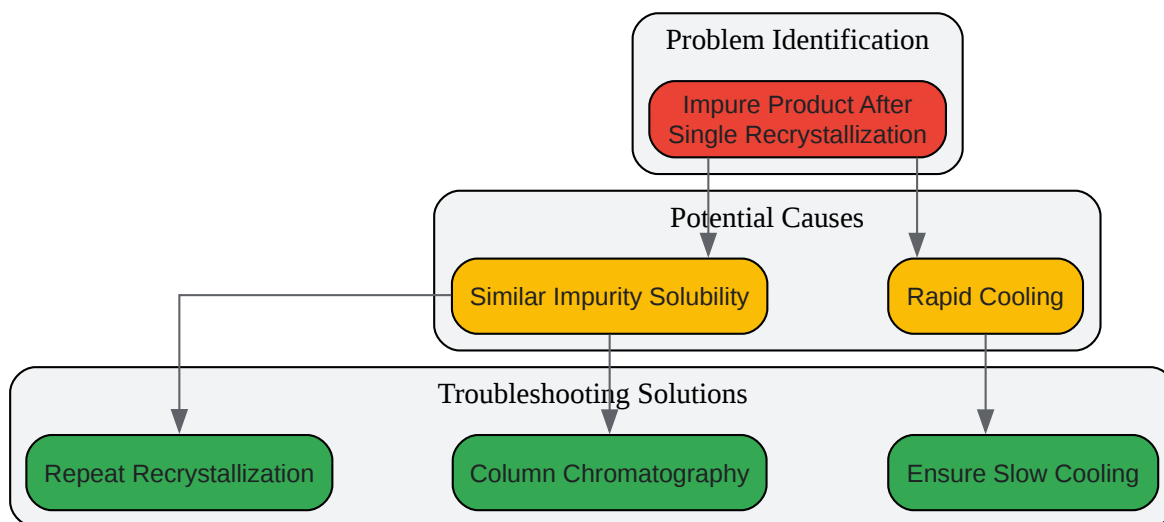 Problem Identification
Impure Product After
Single Recrystallization
Potential Causes
Similar Impurity Solubility
Rapid Cooling
Troubleshooting Solutions
Repeat Recrystallization
Column Chromatography
Ensure Slow Cooling